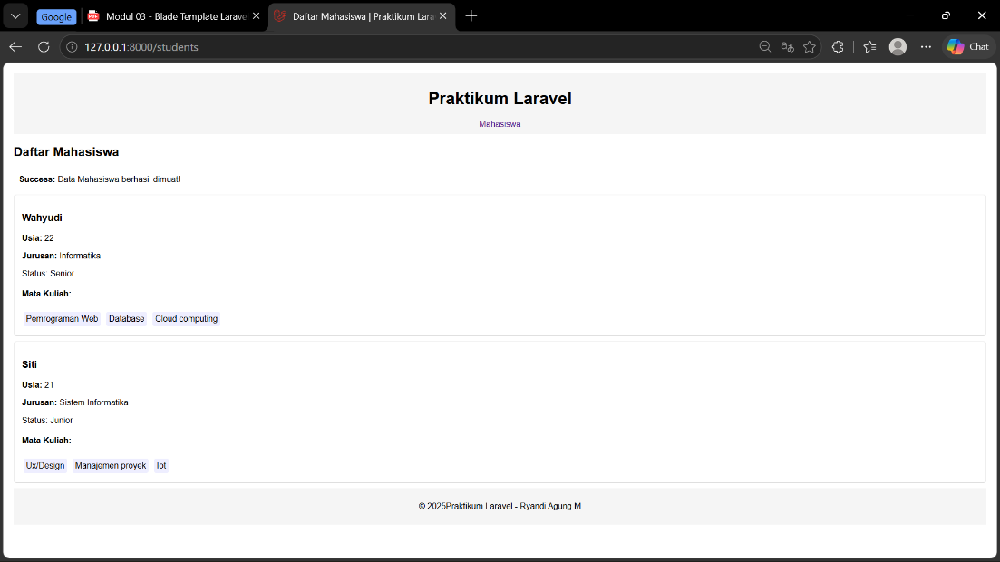 Google
Modul 03 - Blade Template Laravel
Daftar Mahasiswa | Praktikum Lara
127.0.0.1:8000/students
Chat
Praktikum Laravel
Mahasiswa
Daftar Mahasiswa
Success: Data Mahasiswa berhasil dimuat!
Wahyudi
Usia: 22
Jurusan: Informatika
Status: Senior
Mata Kuliah:
Pemrograman Web Database Cloud computing
Siti
Usia: 21
Jurusan: Sistem Informatika
Status: Junior
Mata Kuliah:
Ux/Design Manajemen proyek Iot
© 2025Praktikum Laravel - Ryandi Agung M